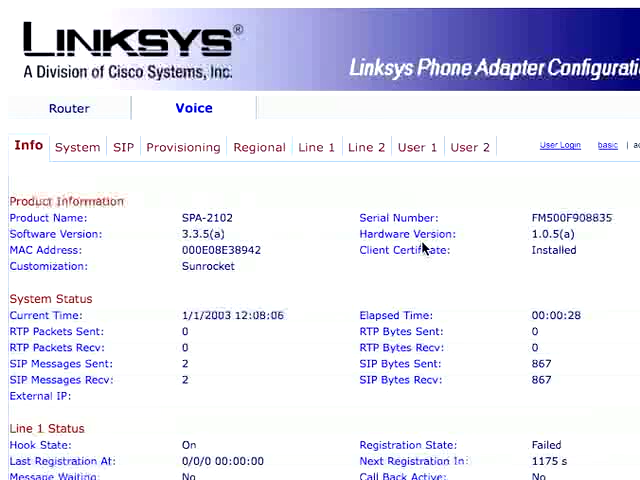 LINKSYS®
A Division of Cisco Systems, Inc.
Linksys Phone Adapter Configurati
Router Voice
Info System SIP Provisioning Regional Line 1 Line 2 User 1 User 2 User Login basic | a
Product Information
Product Name: SPA-2102 Serial Number: FM500F908835
Software Version: 3.3.5(a) Hardware Version: 1.0.5(a)
MAC Address: 000E08E38942 Client Certificate: Installed
Customization: Sunrocket
System Status
Current Time: 1/1/2003 12:08:06 Elapsed Time: 00:00:28
RTP Packets Sent: 0 RTP Bytes Sent: 0
RTP Packets Recv: 0 RTP Bytes Recv: 0
SIP Messages Sent: 2 SIP Bytes Sent: 867
SIP Messages Recv: 2 SIP Bytes Recv: 867
External IP:
Line 1 Status
Hook State: On Registration State: Failed
Last Registration At: 0/0/0 00:00:00 Next Registration In: 1175 s
Message Waiting: No Call Back Active: No